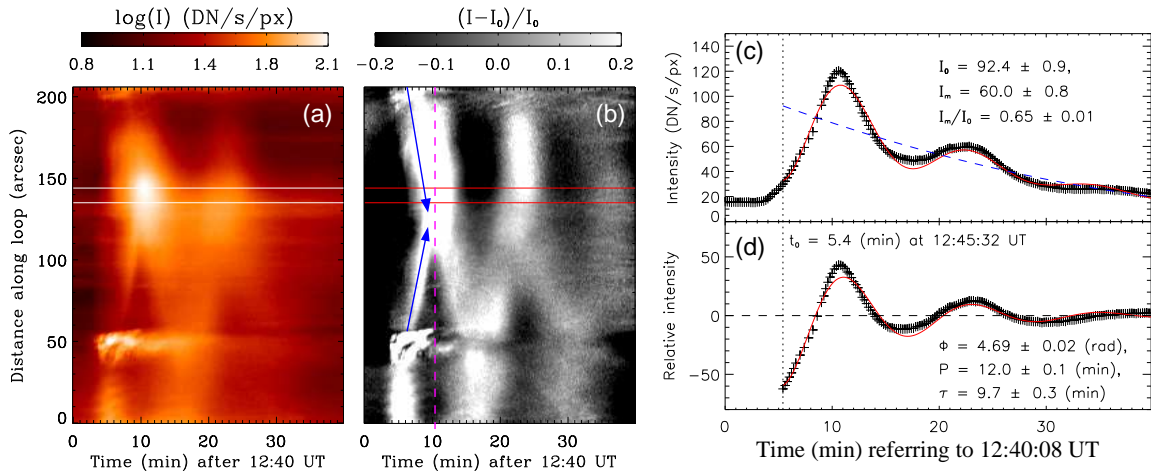 log(I) (DN/s/px)
0.8 1.1 1.4 1.8 2.1
(a)
Distance along loop (arcsec)
200
150
100
50
0
0 10 20 30
Time (min) after 12:40 UT
(I−I₀)/I₀
−0.2 −0.1 0.0 0.1 0.2
(b)
0 10 20 30
Time (min) after 12:40 UT
(c)
Intensity (DN/s/px)
140
120
100
80
60
40
20
0
I₀ = 92.4 ± 0.9,
Iₘ = 60.0 ± 0.8
Iₘ/I₀ = 0.65 ± 0.01
0 10 20 30
(d)
t₀ = 5.4 (min) at 12:45:32 UT
Relative intensity
50
0
−50
Φ = 4.69 ± 0.02 (rad),
P = 12.0 ± 0.1 (min),
τ = 9.7 ± 0.3 (min)
0 10 20 30
Time (min) referring to 12:40:08 UT